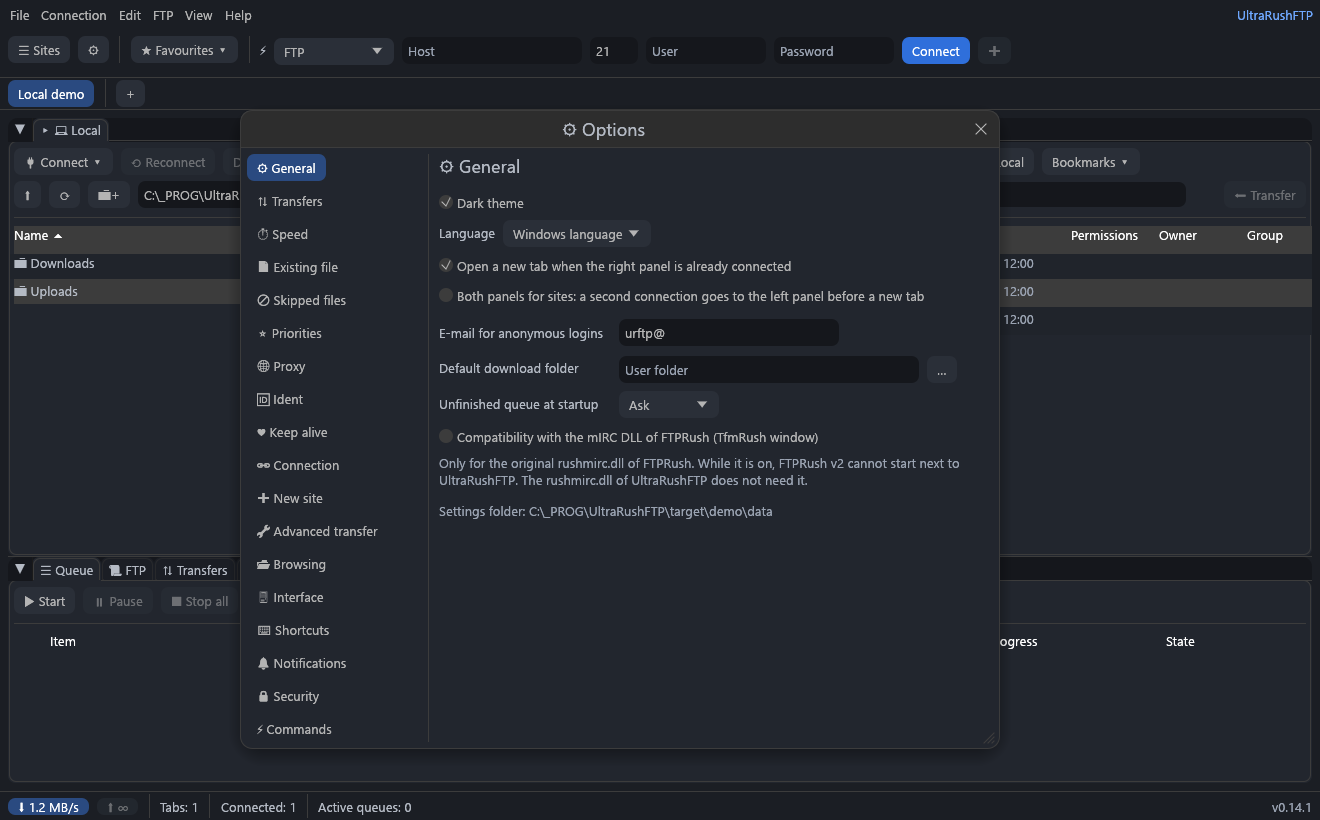 File Connection Edit FTP View Help UltraRushFTP
Sites Favourites FTP Host 21 User Password Connect +
Local demo +
Local
Connect Reconnect D ocal Bookmarks
C:\_PROG\UltraR Transfer
Name Permissions Owner Group
Downloads 12:00
Uploads 12:00
12:00
Options
General
Transfers
Speed
Existing file
Skipped files
Priorities
Proxy
Ident
Keep alive
Connection
New site
Advanced transfer
Browsing
Interface
Shortcuts
Notifications
Security
Commands
General
Dark theme
Language Windows language
Open a new tab when the right panel is already connected
Both panels for sites: a second connection goes to the left panel before a new tab
E-mail for anonymous logins urftp@
Default download folder User folder ...
Unfinished queue at startup Ask
Compatibility with the mIRC DLL of FTPRush (TfmRush window)
Only for the original rushmirc.dll of FTPRush. While it is on, FTPRush v2 cannot start next to
UltraRushFTP. The rushmirc.dll of UltraRushFTP does not need it.
Settings folder: C:\_PROG\UltraRushFTP\target\demo\data
Queue FTP Transfers
Start Pause Stop all
Item ogress State
1.2 MB/s ∞ Tabs: 1 Connected: 1 Active queues: 0 v0.14.1